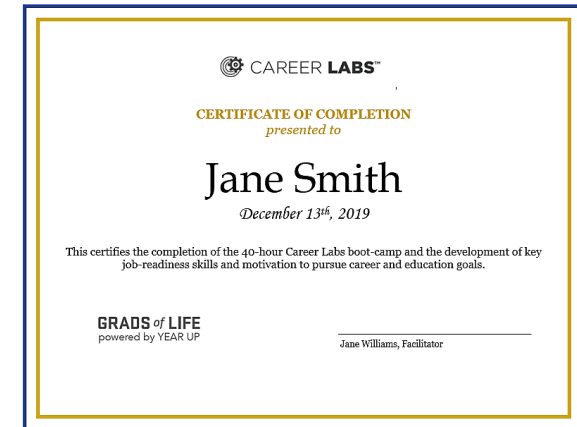 CAREER LABS™
CERTIFICATE OF COMPLETION
presented to
Jane Smith
December 13th, 2019
This certifies the completion of the 40-hour Career Labs boot-camp and the development of key
job-readiness skills and motivation to pursue career and education goals.
GRADS of LIFE
powered by YEAR UP
Jane Williams, Facilitator